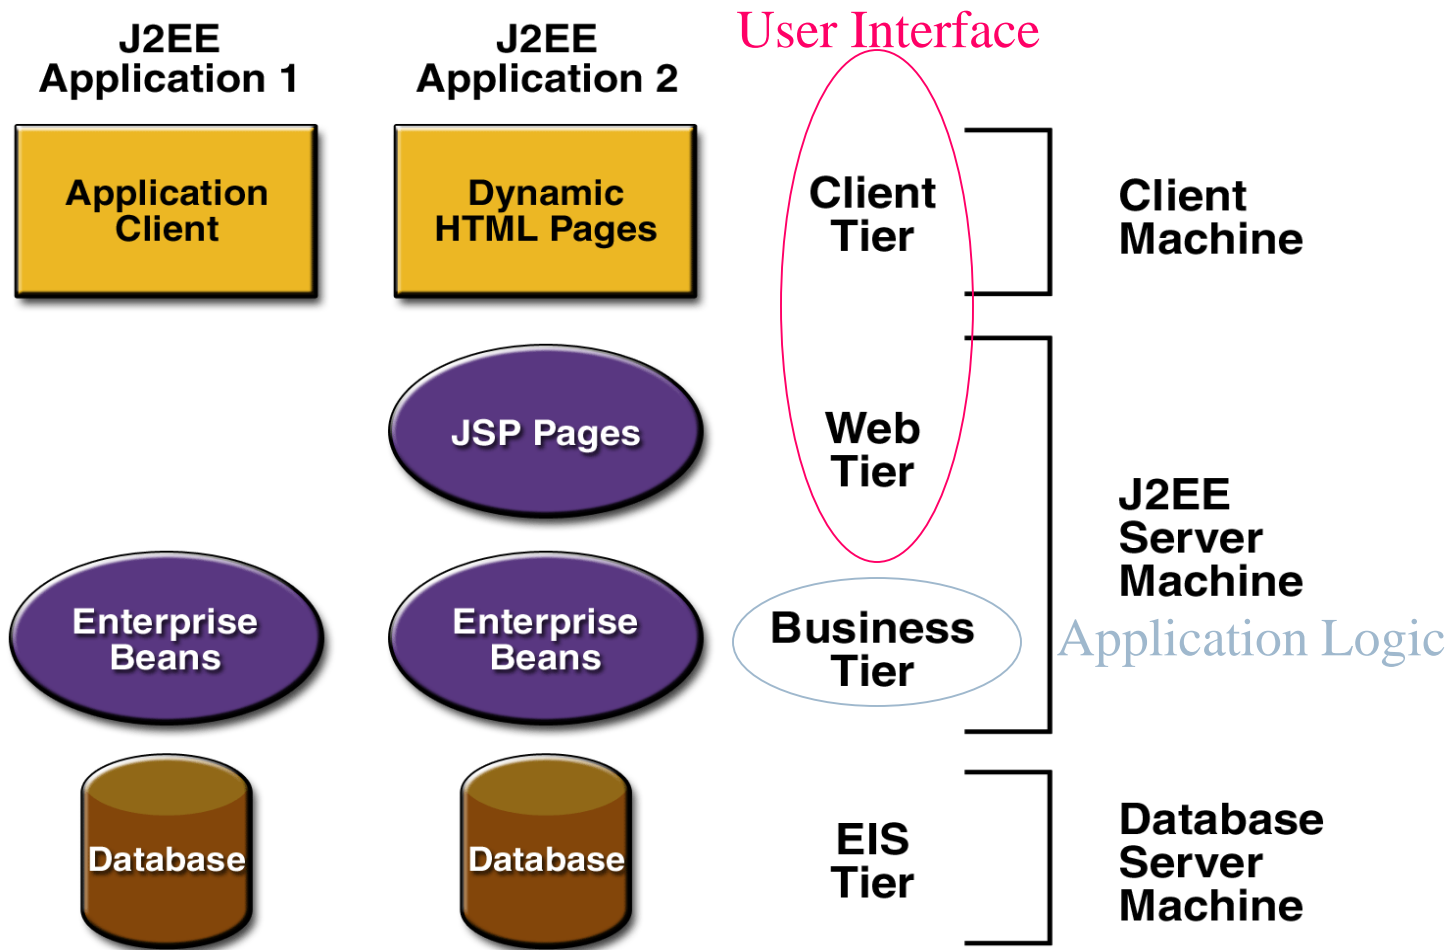 J2EE
Application 1
J2EE
Application 2
User Interface
Application
Client
Dynamic
HTML Pages
Client
Tier
Client
Machine
JSP Pages
Web
Tier
J2EE
Server
Machine
Enterprise
Beans
Enterprise
Beans
Business
Tier
Application Logic
Database
Database
EIS
Tier
Database
Server
Machine